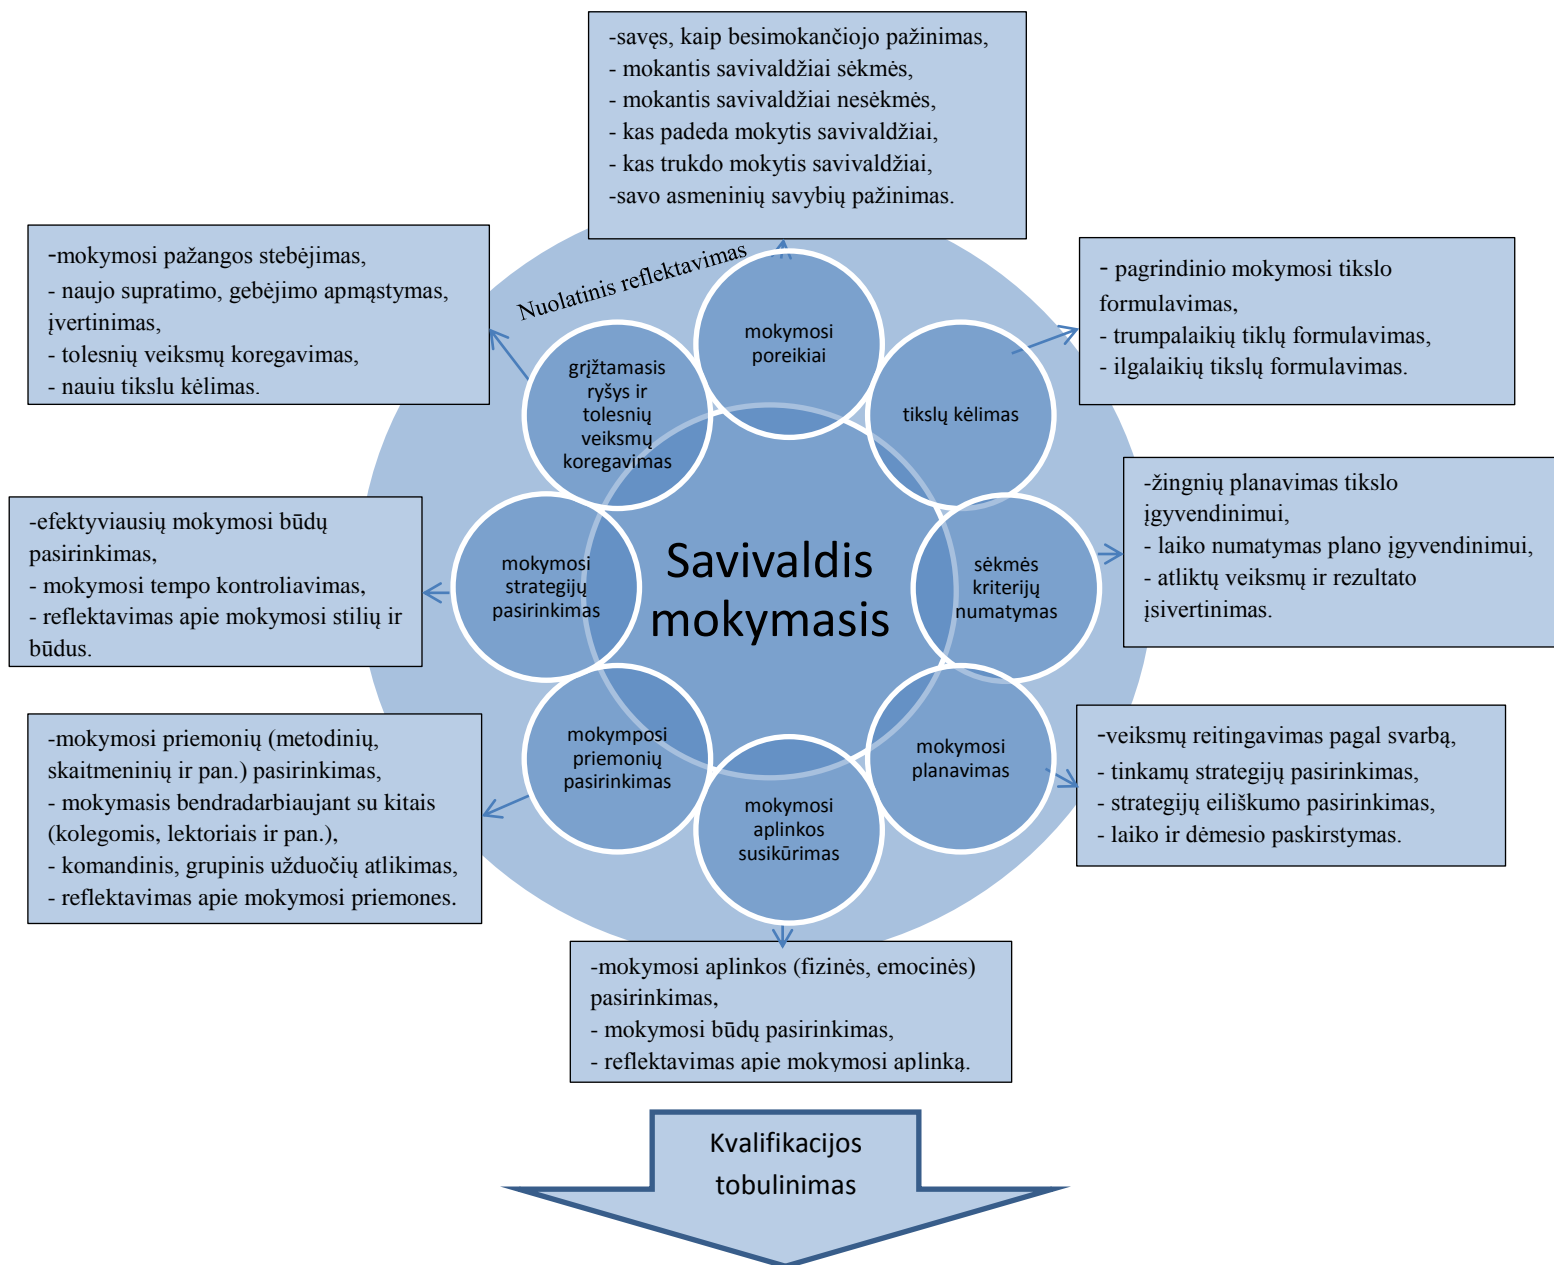 -savęs, kaip besimokančiojo pažinimas,
- mokantis savivaldžiai sėkmės,
- mokantis savivaldžiai nesėkmės,
- kas padeda mokytis savivaldžiai,
- kas trukdo mokytis savivaldžiai,
-savo asmeninių savybių pažinimas.
-mokymosi pažangos stebėjimas,
- naujo supratimo, gebėjimo apmąstymas,
įvertinimas,
- tolesnių veiksmų koregavimas,
- nauiu tikslu kėlimas.
Nuolatinis reflektavimas
- pagrindinio mokymosi tikslo
formulavimas,
- trumpalaikių tiklų formulavimas,
- ilgalaikių tikslų formulavimas.
mokymosi
poreikiai
grįžtamasis
ryšys ir
tolesnių
veiksmų
koregavimas
tikslų kėlimas
-efektyviausių mokymosi būdų
pasirinkimas,
- mokymosi tempo kontroliavimas,
- reflektavimas apie mokymosi stilių ir
būdus.
mokymosi
strategijų
pasirinkimas
Savivaldis
mokymasis
sėkmės
kriterijų
numatymas
-žingnių planavimas tikslo
įgyvendinimui,
- laiko numatymas plano įgyvendinimui,
- atliktų veiksmų ir rezultato
įsivertinimas.
-mokymosi priemonių (metodinių,
skaitmeninių ir pan.) pasirinkimas,
- mokymasis bendradarbiaujant su kitais
(kolegomis, lektoriais ir pan.),
- komandinis, grupinis užduočių atlikimas,
- reflektavimas apie mokymosi priemones.
mokymposi
priemonių
pasirinkimas
mokymosi
aplinkos
susikūrimas
mokymosi
planavimas
-veiksmų reitingavimas pagal svarbą,
- tinkamų strategijų pasirinkimas,
- strategijų eiliškumo pasirinkimas,
- laiko ir dėmesio paskirstymas.
-mokymosi aplinkos (fizinės, emocinės)
pasirinkimas,
- mokymosi būdų pasirinkimas,
- reflektavimas apie mokymosi aplinką.
Kvalifikacijos
tobulinimas